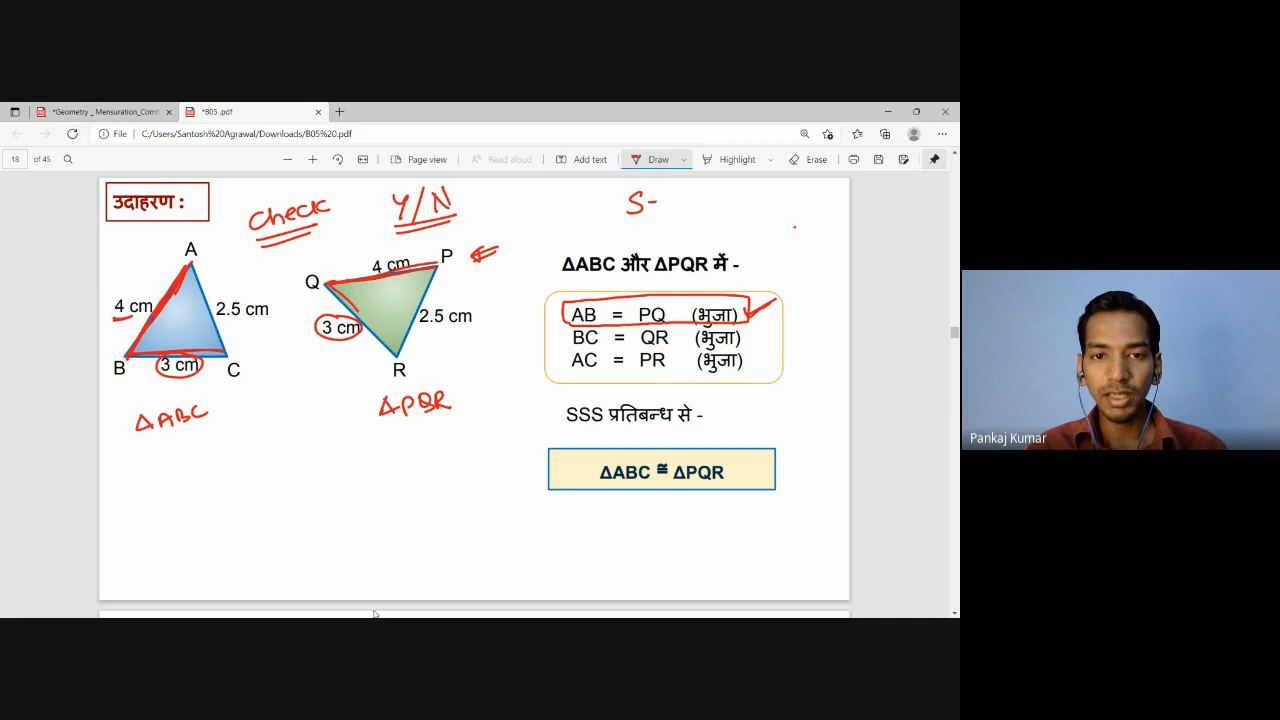 *Geometry _ Mensuration_Comb
*B05 .pdf
File C:/Users/Santosh%20Agrawal/Downloads/B05%20.pdf
18 of 45 Page view Read aloud Add text Draw Highlight Erase
उदाहरण :
Check
Y/N
S-
A
4 cm
2.5 cm
B
3 cm
C
ΔABC
Q
4 cm
P
3 cm
2.5 cm
R
ΔPQR
ΔABC और ΔPQR में -
AB = PQ (भुजा)
BC = QR (भुजा)
AC = PR (भुजा)
SSS प्रतिबन्ध से -
ΔABC ≅ ΔPQR
Pankaj Kumar